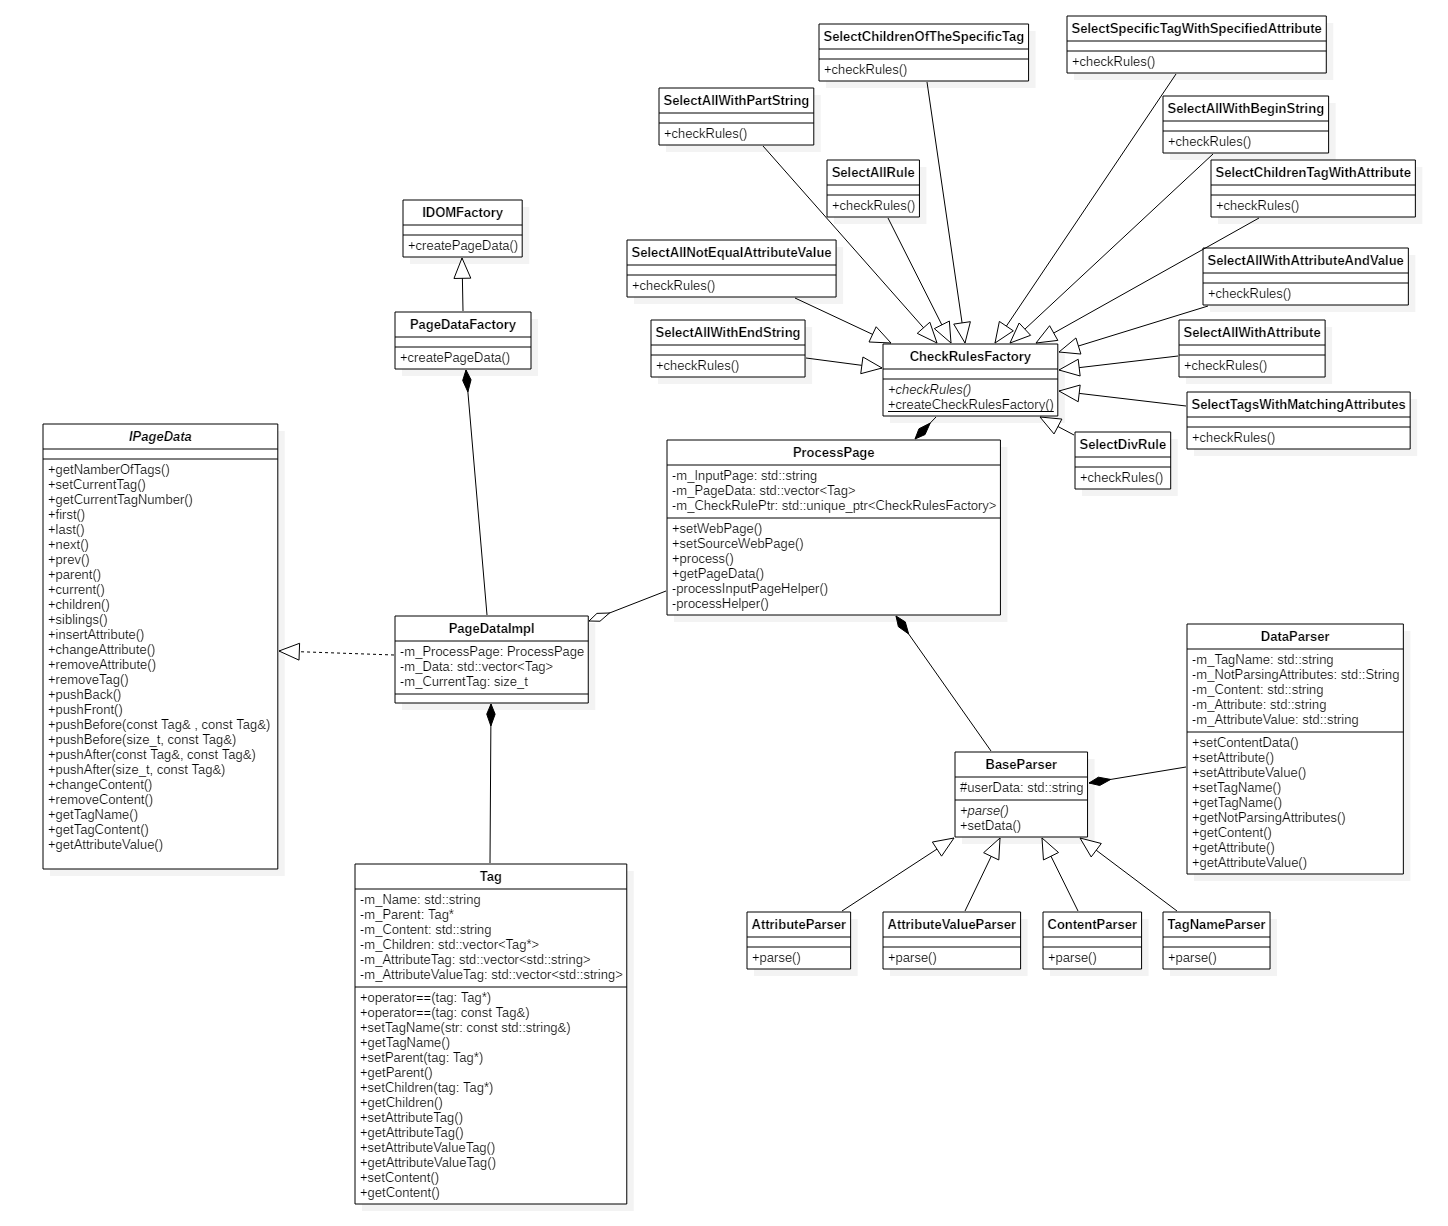 SelectChildrenOfTheSpecificTag
+checkRules()
SelectSpecificTagWithSpecifiedAttribute
+checkRules()
SelectAllWithPartString
+checkRules()
SelectAllWithBeginString
+checkRules()
SelectAllRule
+checkRules()
SelectChildrenTagWithAttribute
+checkRules()
IDOMFactory
+createPageData()
SelectAllNotEqualAttributeValue
+checkRules()
SelectAllWithAttributeAndValue
+checkRules()
PageDataFactory
+createPageData()
SelectAllWithEndString
+checkRules()
CheckRulesFactory
+checkRules()
+createCheckRulesFactory()
SelectAllWithAttribute
+checkRules()
SelectTagsWithMatchingAttributes
+checkRules()
SelectDivRule
+checkRules()
IPageData
+getNamberOfTags()
+setCurrentTag()
+getCurrentTagNumber()
+first()
+last()
+next()
+prev()
+parent()
+current()
+children()
+siblings()
+insertAttribute()
+changeAttribute()
+removeAttribute()
+removeTag()
+pushBack()
+pushFront()
+pushBefore(const Tag& , const Tag&)
+pushBefore(size_t, const Tag&)
+pushAfter(const Tag&, const Tag&)
+pushAfter(size_t, const Tag&)
+changeContent()
+removeContent()
+getTagName()
+getTagContent()
+getAttributeValue()
ProcessPage
-m_InputPage: std::string
-m_PageData: std::vector<Tag>
-m_CheckRulePtr: std::unique_ptr<CheckRulesFactory>
+setWebPage()
+setSourceWebPage()
+process()
+getPageData()
-processInputPageHelper()
-processHelper()
PageDataImpl
-m_ProcessPage: ProcessPage
-m_Data: std::vector<Tag>
-m_CurrentTag: size_t
DataParser
-m_TagName: std::string
-m_NotParsingAttributes: std::String
-m_Content: std::string
-m_Attribute: std::string
-m_AttributeValue: std::string
+setContentData()
+setAttribute()
+setAttributeValue()
+setTagName()
+getTagName()
+getNotParsingAttributes()
+getContent()
+getAttribute()
+getAttributeValue()
BaseParser
#userData: std::string
+parse()
+setData()
Tag
-m_Name: std::string
-m_Parent: Tag*
-m_Content: std::string
-m_Children: std::vector<Tag*>
-m_AttributeTag: std::vector<std::string>
-m_AttributeValueTag: std::vector<std::string>
+operator==(tag: Tag*)
+operator==(tag: const Tag&)
+setTagName(str: const std::string&)
+getTagName()
+setParent(tag: Tag*)
+getParent()
+setChildren(tag: Tag*)
+getChildren()
+setAttributeTag()
+getAttributeTag()
+setAttributeValueTag()
+getAttributeValueTag()
+setContent()
+getContent()
AttributeParser
+parse()
AttributeValueParser
+parse()
ContentParser
+parse()
TagNameParser
+parse()